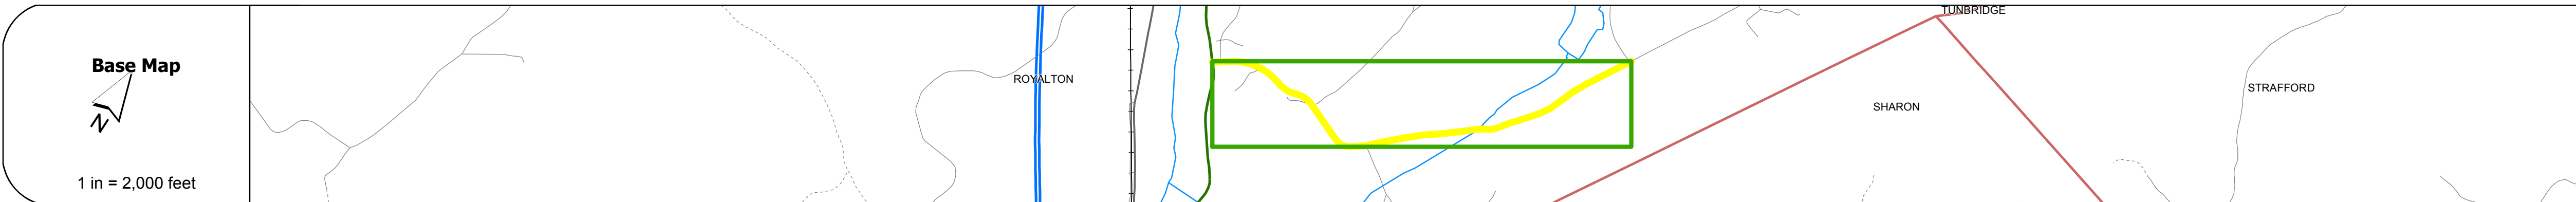 Base Map
N
1 in = 2,000 feet
ROYALTON
TUNBRIDGE
SHARON
STRAFFORD